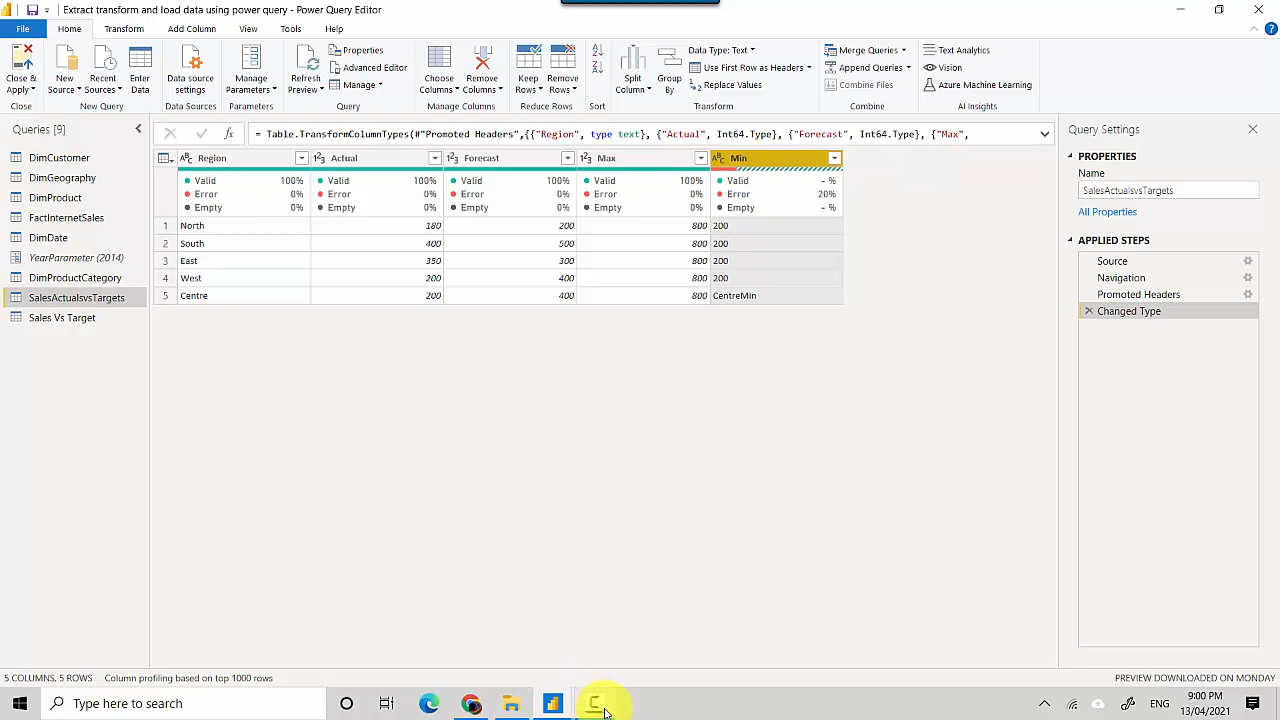 Extract transform and load data using power query - Power Query Editor
File Home Transform Add Column View Tools Help
Close & Apply
New Source
Recent Sources
Enter Data
Data source settings
Manage Parameters
Refresh Preview
Properties
Advanced Editor
Manage
Choose Columns
Remove Columns
Keep Rows
Remove Rows
Split Column
Group By
Data Type: Text
Use First Row as Headers
Replace Values
Merge Queries
Append Queries
Combine Files
Text Analytics
Vision
Azure Machine Learning
Close New Query Data Sources Parameters Query Manage Columns Reduce Rows Sort Transform Combine AI Insights
Queries [9]
DimCustomer
DimGeography
DimProduct
FactInternetSales
DimDate
YearParameter (2014)
DimProductCategory
SalesActualsvsTargets
Sales Vs Target
fx = Table.TransformColumnTypes(#"Promoted Headers",{{"Region", type text}, {"Actual", Int64.Type}, {"Forecast", Int64.Type}, {"Max",
ABC Region 123 Actual 123 Forecast 123 Max ABC Min
Valid 100% Valid 100% Valid 100% Valid 100% Valid - %
Error 0% Error 0% Error 0% Error 0% Error 20%
Empty 0% Empty 0% Empty 0% Empty 0% Empty - %
1 North 180 200 800 200
2 South 400 500 800 200
3 East 350 300 800 200
4 West 200 400 800 200
5 Centre 200 400 800 CentreMin
Query Settings
PROPERTIES
Name
SalesActualsvsTargets
All Properties
APPLIED STEPS
Source
Navigation
Promoted Headers
Changed Type
5 COLUMNS, 5 ROWS Column profiling based on top 1000 rows
PREVIEW DOWNLOADED ON MONDAY
Type here to search
ENG
9:00 PM
13/04/2021